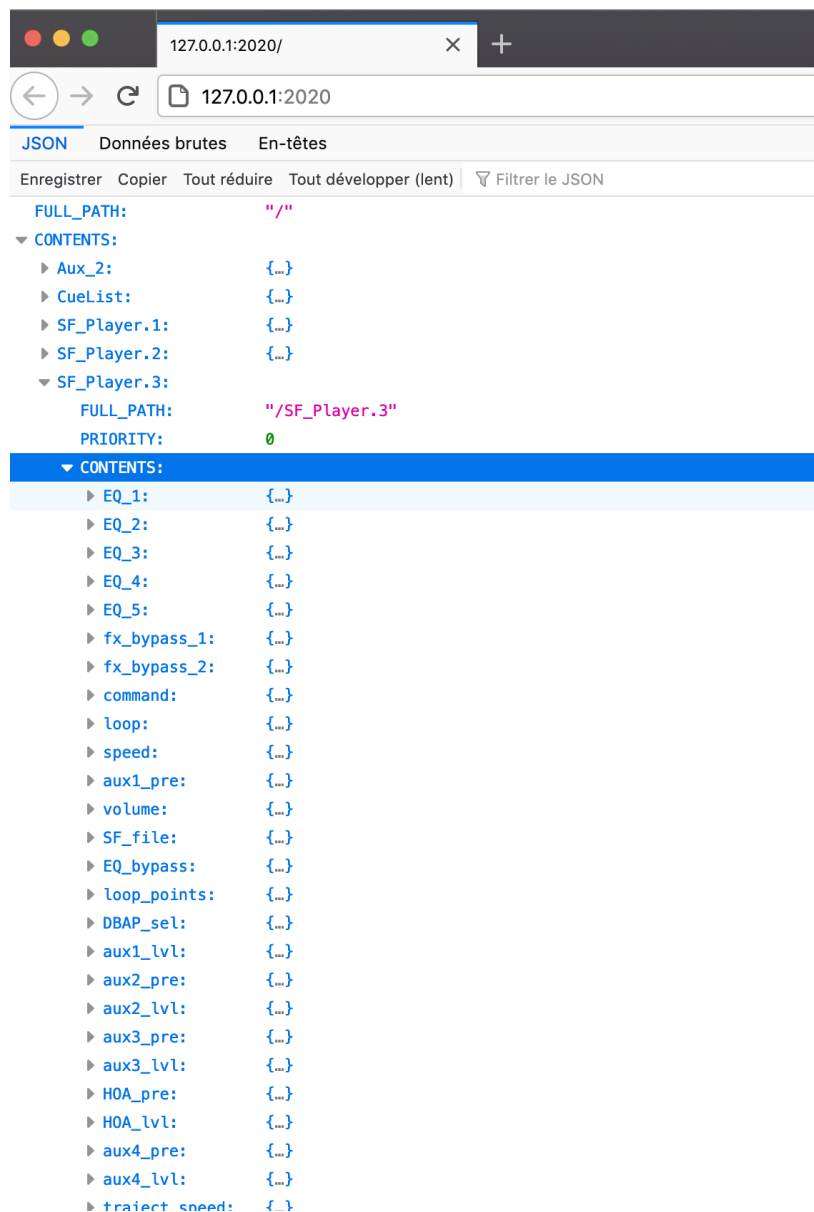 127.0.0.1:2020/
127.0.0.1:2020
JSON Données brutes En-têtes
Enregistrer Copier Tout réduire Tout développer (lent) Filtrer le JSON
FULL_PATH: "/"
CONTENTS:
Aux_2: {…}
CueList: {…}
SF_Player.1: {…}
SF_Player.2: {…}
SF_Player.3:
FULL_PATH: "/SF_Player.3"
PRIORITY: 0
CONTENTS:
EQ_1: {…}
EQ_2: {…}
EQ_3: {…}
EQ_4: {…}
EQ_5: {…}
fx_bypass_1: {…}
fx_bypass_2: {…}
command: {…}
loop: {…}
speed: {…}
aux1_pre: {…}
volume: {…}
SF_file: {…}
EQ_bypass: {…}
loop_points: {…}
DBAP_sel: {…}
aux1_lvl: {…}
aux2_pre: {…}
aux2_lvl: {…}
aux3_pre: {…}
aux3_lvl: {…}
HOA_pre: {…}
HOA_lvl: {…}
aux4_pre: {…}
aux4_lvl: {…}
traject_speed: {…}